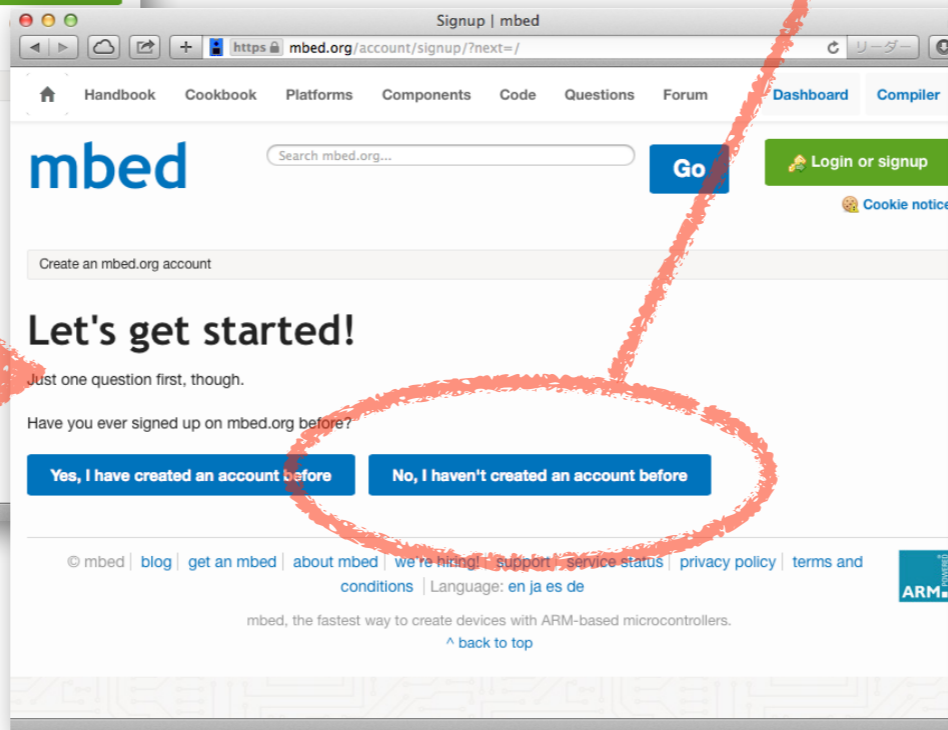 Signup | mbed
https mbed.org/account/signup/?next=/
リーダー
Handbook Cookbook Platforms Components Code Questions Forum Dashboard Compiler
mbed
Search mbed.org...
Go
Login or signup
Cookie notice
Create an mbed.org account
Let's get started!
Just one question first, though.
Have you ever signed up on mbed.org before?
Yes, I have created an account before
No, I haven't created an account before
© mbed | blog | get an mbed | about mbed | we're hiring! | support | service status | privacy policy | terms and
conditions | Language: en ja es de
mbed, the fastest way to create devices with ARM-based microcontrollers.
^ back to top
ARM
POWERED